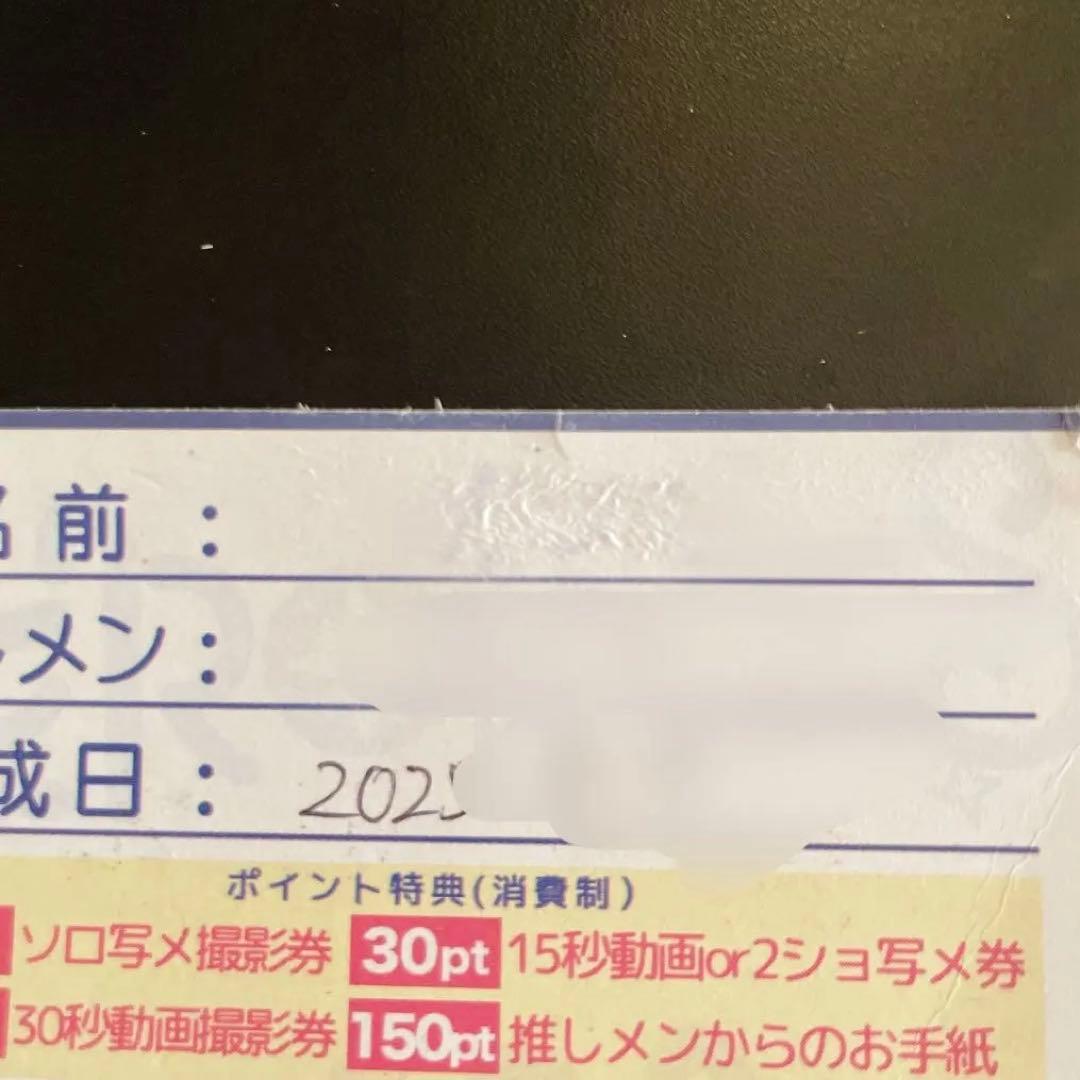 前：
メン：
成日：202
ポイント特典(消費制)
ソロ写メ撮影券 30pt 15秒動画or2ショ写メ券
30秒動画撮影券 150pt 推しメンからのお手紙